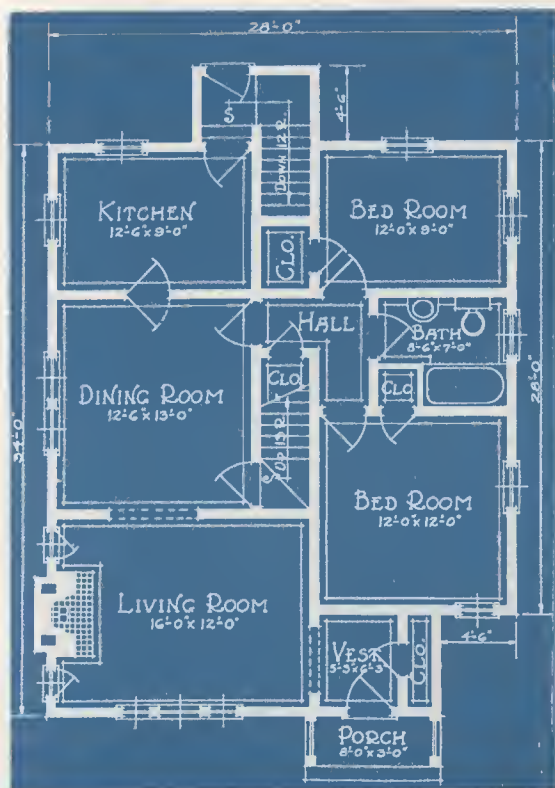 28'-0"
4'-6"
S
DOWN 12 R.
KITCHEN
12'-6" x 9'-0"
BED ROOM
12'-0" x 9'-0"
CLO.
HALL
BATH
8'-6" x 7'-0"
CLO
CLO
DINING ROOM
12'-6" x 13'-0"
34'-0"
28'-0"
UP 13 R.
S
BED ROOM
12'-0" x 12'-0"
LIVING ROOM
16'-0" x 12'-0"
VEST.
5'-3" x 6'-3"
CLO.
4'-6"
PORCH
8'-0" x 3'-0"